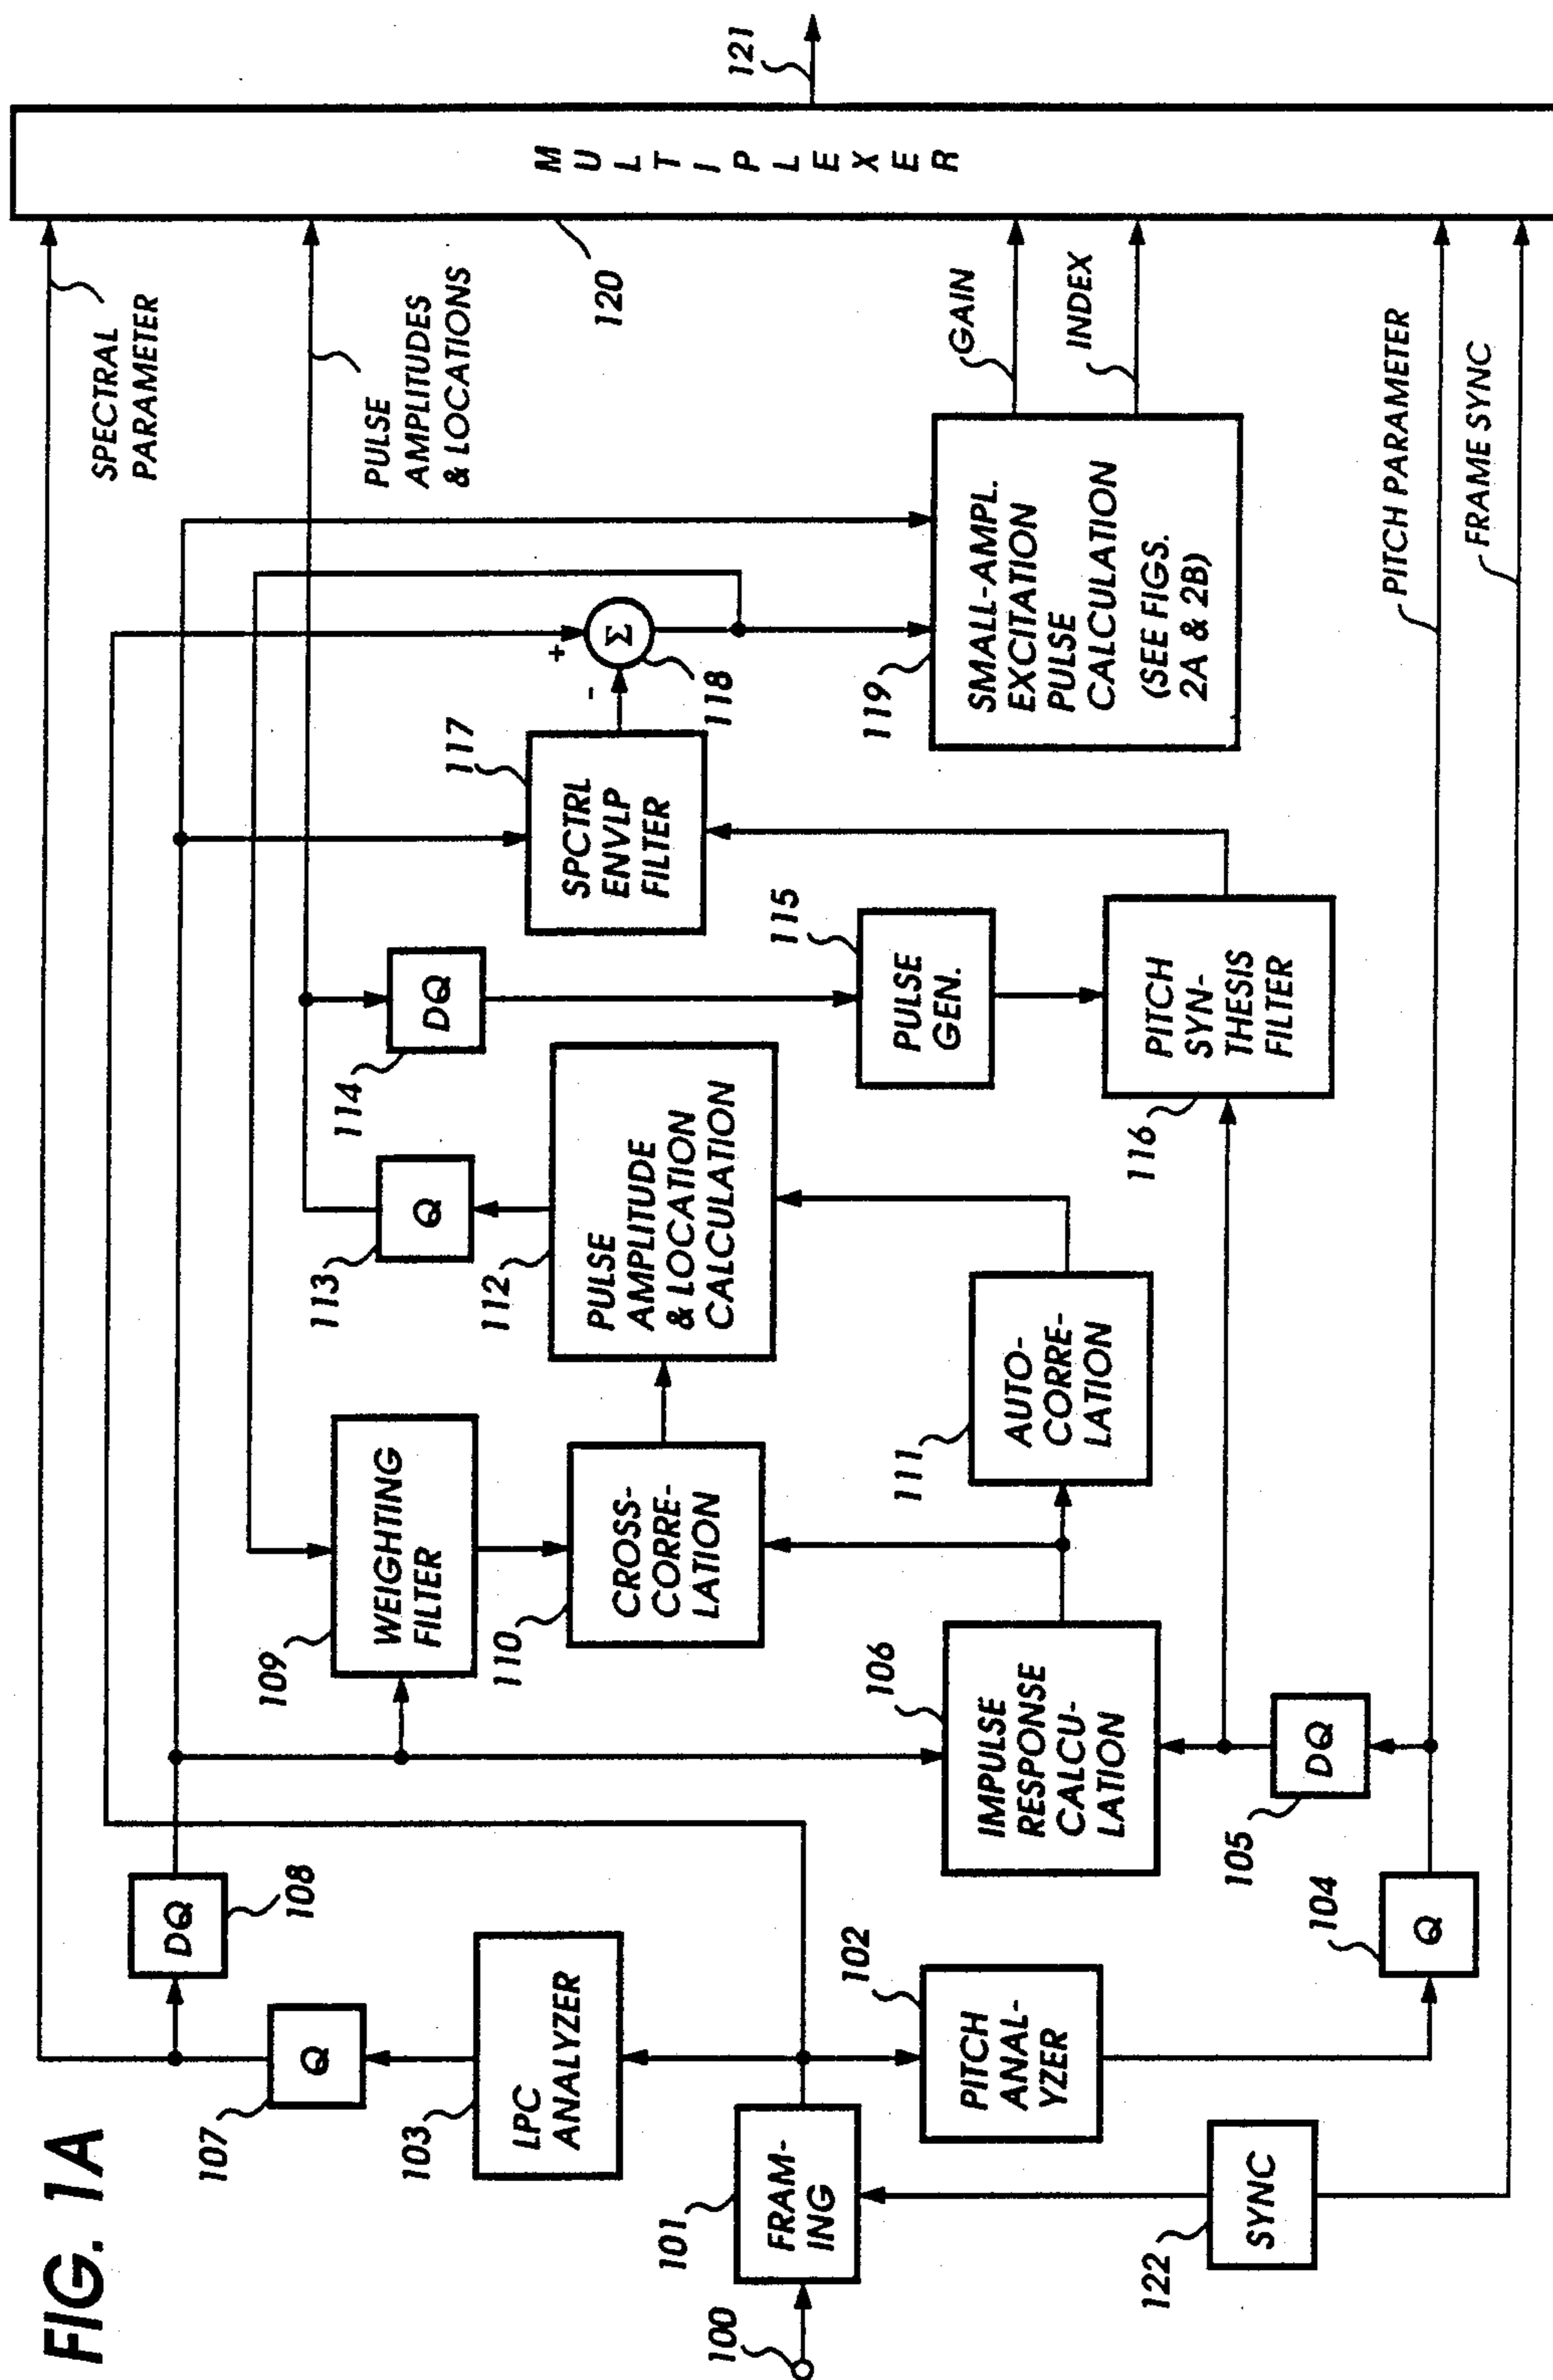 FIG. 1A
100
101
FRAM-
ING
122
SYNC
107
Q
103
LPC
ANALYZER
102
PITCH
ANAL-
YZER
104
Q
DQ
108
105
DQ
106
IMPULSE
RESPONSE
CALCU-
LATION
109
WEIGHTING
FILTER
110
CROSS-
CORRE-
LATION
111
AUTO-
CORRE-
LATION
113
Q
112
PULSE
AMPLITUDE
& LOCATION
CALCULATION
114
DQ
115
PULSE
GEN.
116
PITCH
SYN-
THESIS
FILTER
117
SPCTRL
ENVLP
FILTER
+
-
Σ
118
119
SMALL-AMPL.
EXCITATION
PULSE
CALCULATION
(SEE FIGS.
2A & 2B)
SPECTRAL
PARAMETER
PULSE
AMPLITUDES
& LOCATIONS
120
GAIN
INDEX
PITCH PARAMETER
FRAME SYNC
MULTIPLEXER
121